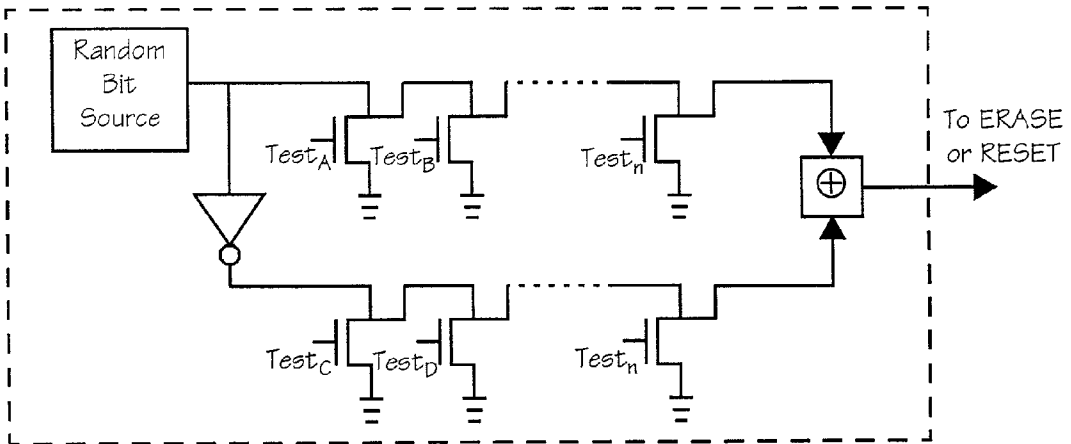 Random
Bit
Source
Test_A
Test_B
Test_n
To ERASE
or RESET
Test_C
Test_D
Test_n